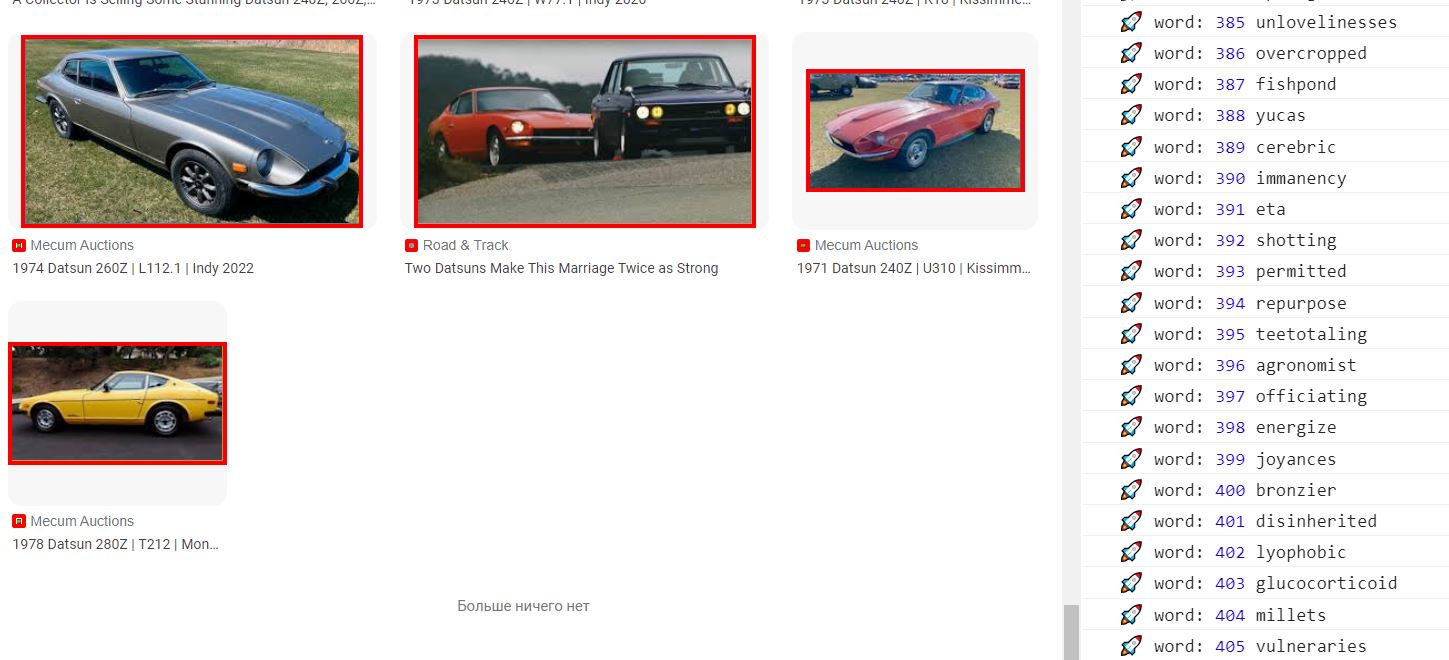 A Collector Is Selling Some Stunning Datsun 240Z, 260Z,...
1973 Datsun 240Z | W77.1 | Indy 2020
1973 Datsun 240Z | K16 | Kissimme...
Mecum Auctions
1974 Datsun 260Z | L112.1 | Indy 2022
Road & Track
Two Datsuns Make This Marriage Twice as Strong
Mecum Auctions
1971 Datsun 240Z | U310 | Kissimm...
Mecum Auctions
1978 Datsun 280Z | T212 | Mon...
Больше ничего нет
🚀 word: 385 unlovelinesses
🚀 word: 386 overcropped
🚀 word: 387 fishpond
🚀 word: 388 yucas
🚀 word: 389 cerebric
🚀 word: 390 immanency
🚀 word: 391 eta
🚀 word: 392 shotting
🚀 word: 393 permitted
🚀 word: 394 repurpose
🚀 word: 395 teetotaling
🚀 word: 396 agronomist
🚀 word: 397 officiating
🚀 word: 398 energize
🚀 word: 399 joyances
🚀 word: 400 bronzier
🚀 word: 401 disinherited
🚀 word: 402 lyophobic
🚀 word: 403 glucocorticoid
🚀 word: 404 millets
🚀 word: 405 vulneraries